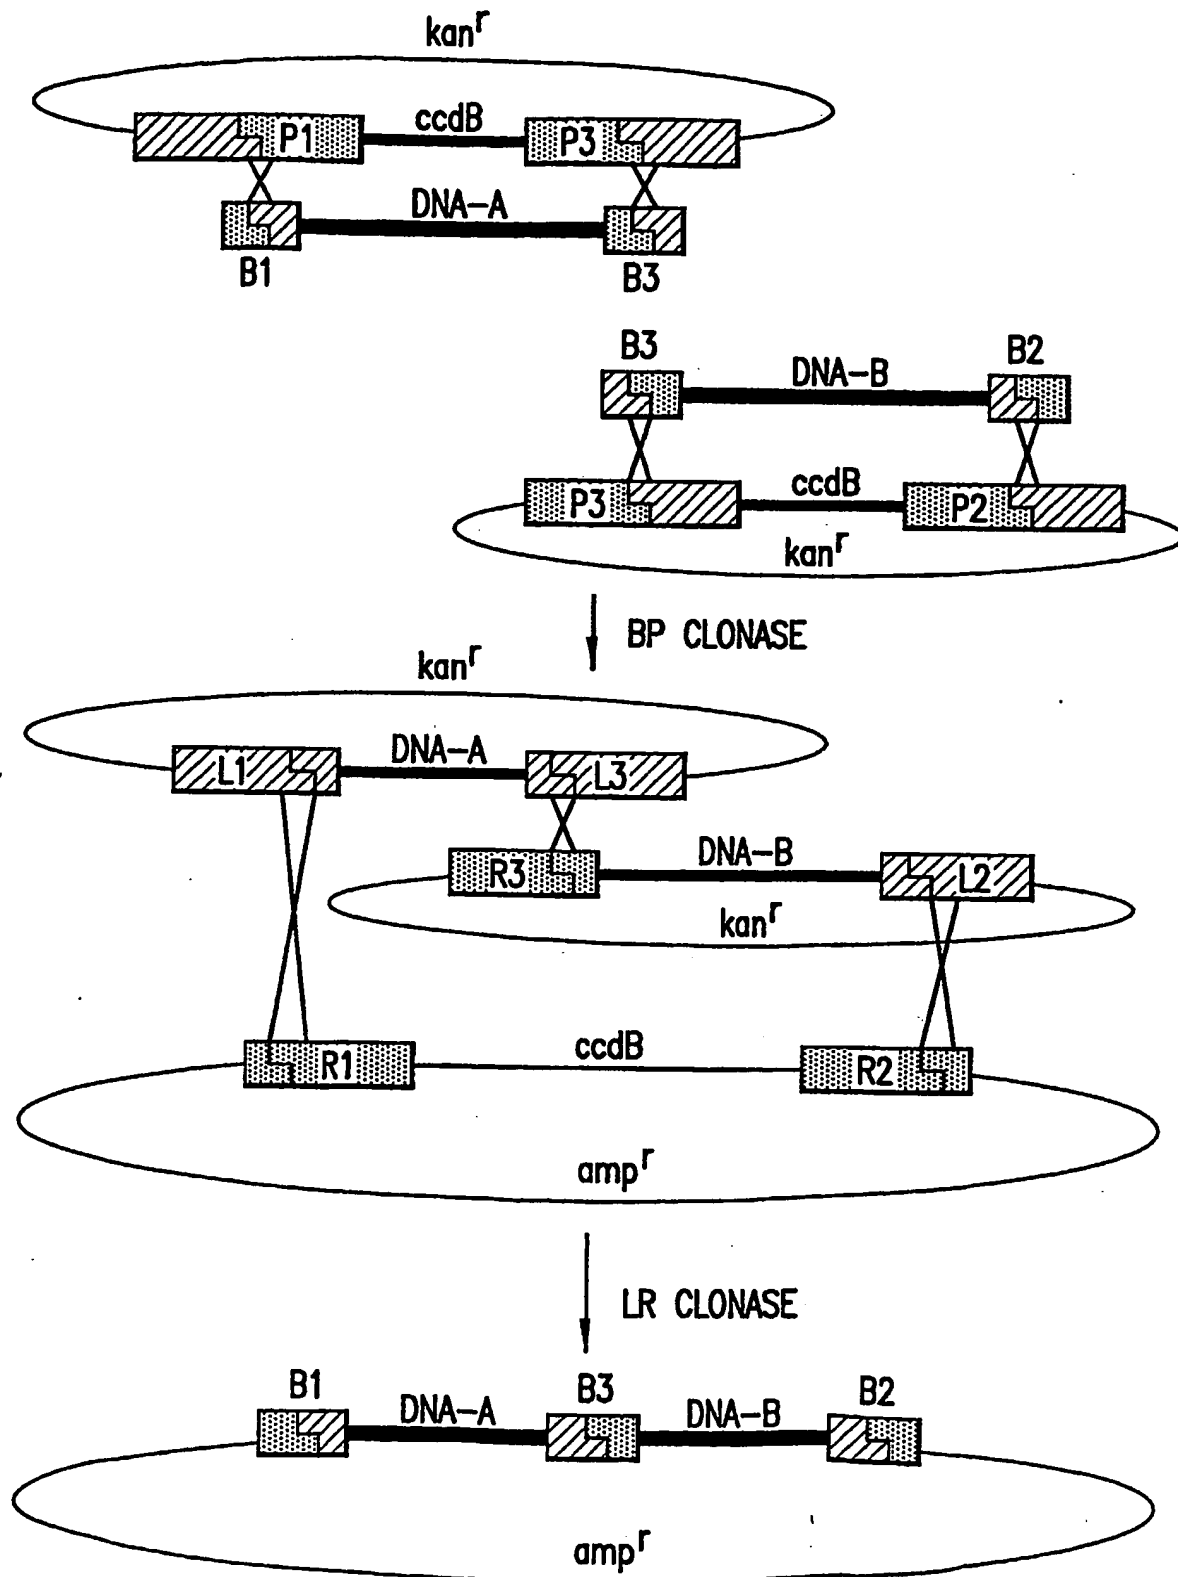 kanʳ
ccdB
P1
P3
DNA-A
B1
B3
B3
B2
DNA-B
ccdB
P3
P2
kanʳ
BP CLONASE
kanʳ
DNA-A
L1
L3
DNA-B
R3
L2
kanʳ
ccdB
R1
R2
ampʳ
LR CLONASE
B1
B3
B2
DNA-A
DNA-B
ampʳ